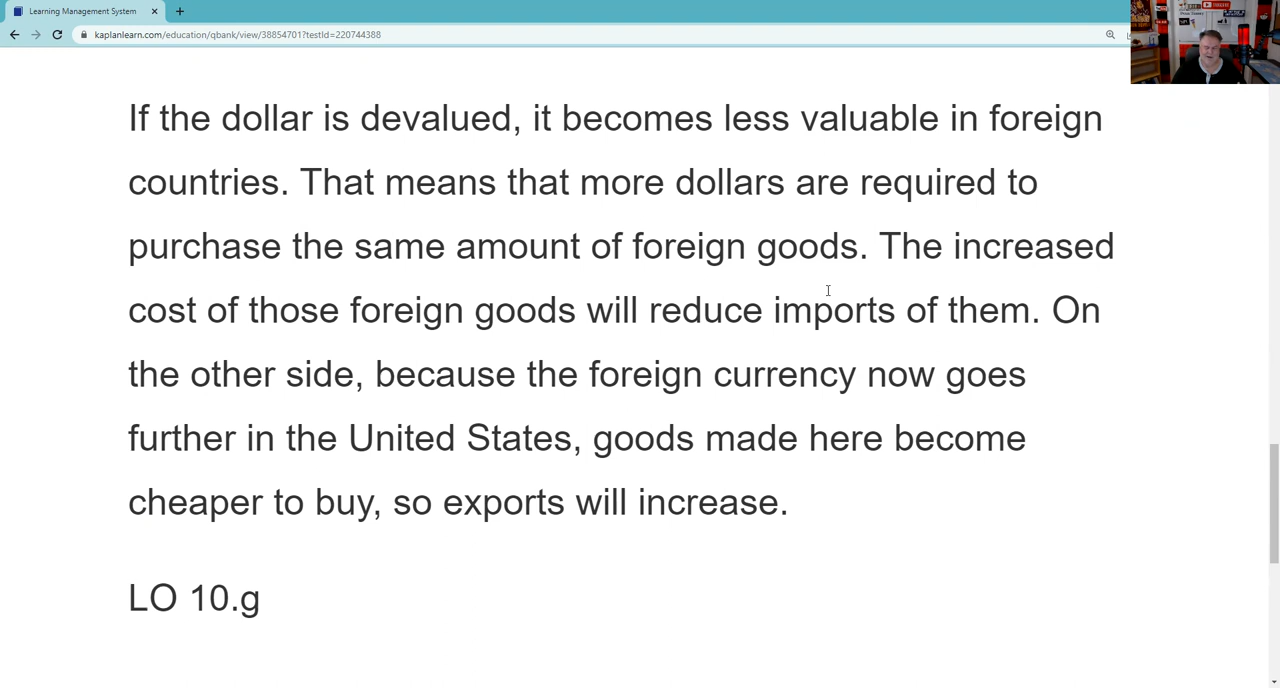 Learning Management System
kaplanlearn.com/education/qbank/view/38854701?testId=220744388
If the dollar is devalued, it becomes less valuable in foreign
countries. That means that more dollars are required to
purchase the same amount of foreign goods. The increased
cost of those foreign goods will reduce imports of them. On
the other side, because the foreign currency now goes
further in the United States, goods made here become
cheaper to buy, so exports will increase.
LO 10.g